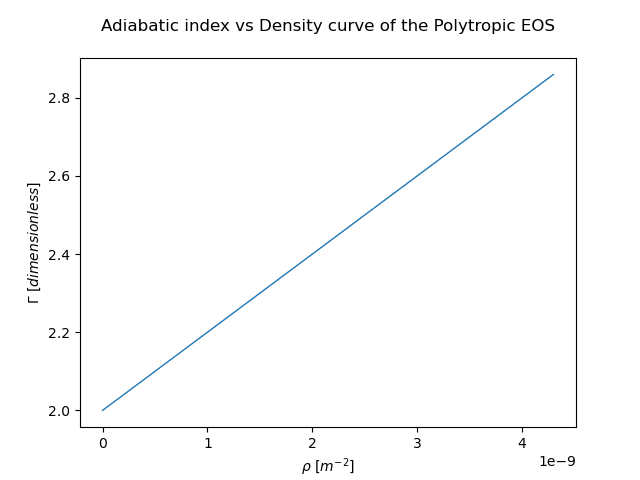 Adiabatic index vs Density curve of the Polytropic EOS
2.8
2.6
2.4
2.2
2.0
Γ [dimensionless]
0 1 2 3 4
1e−9
ρ [m⁻²]